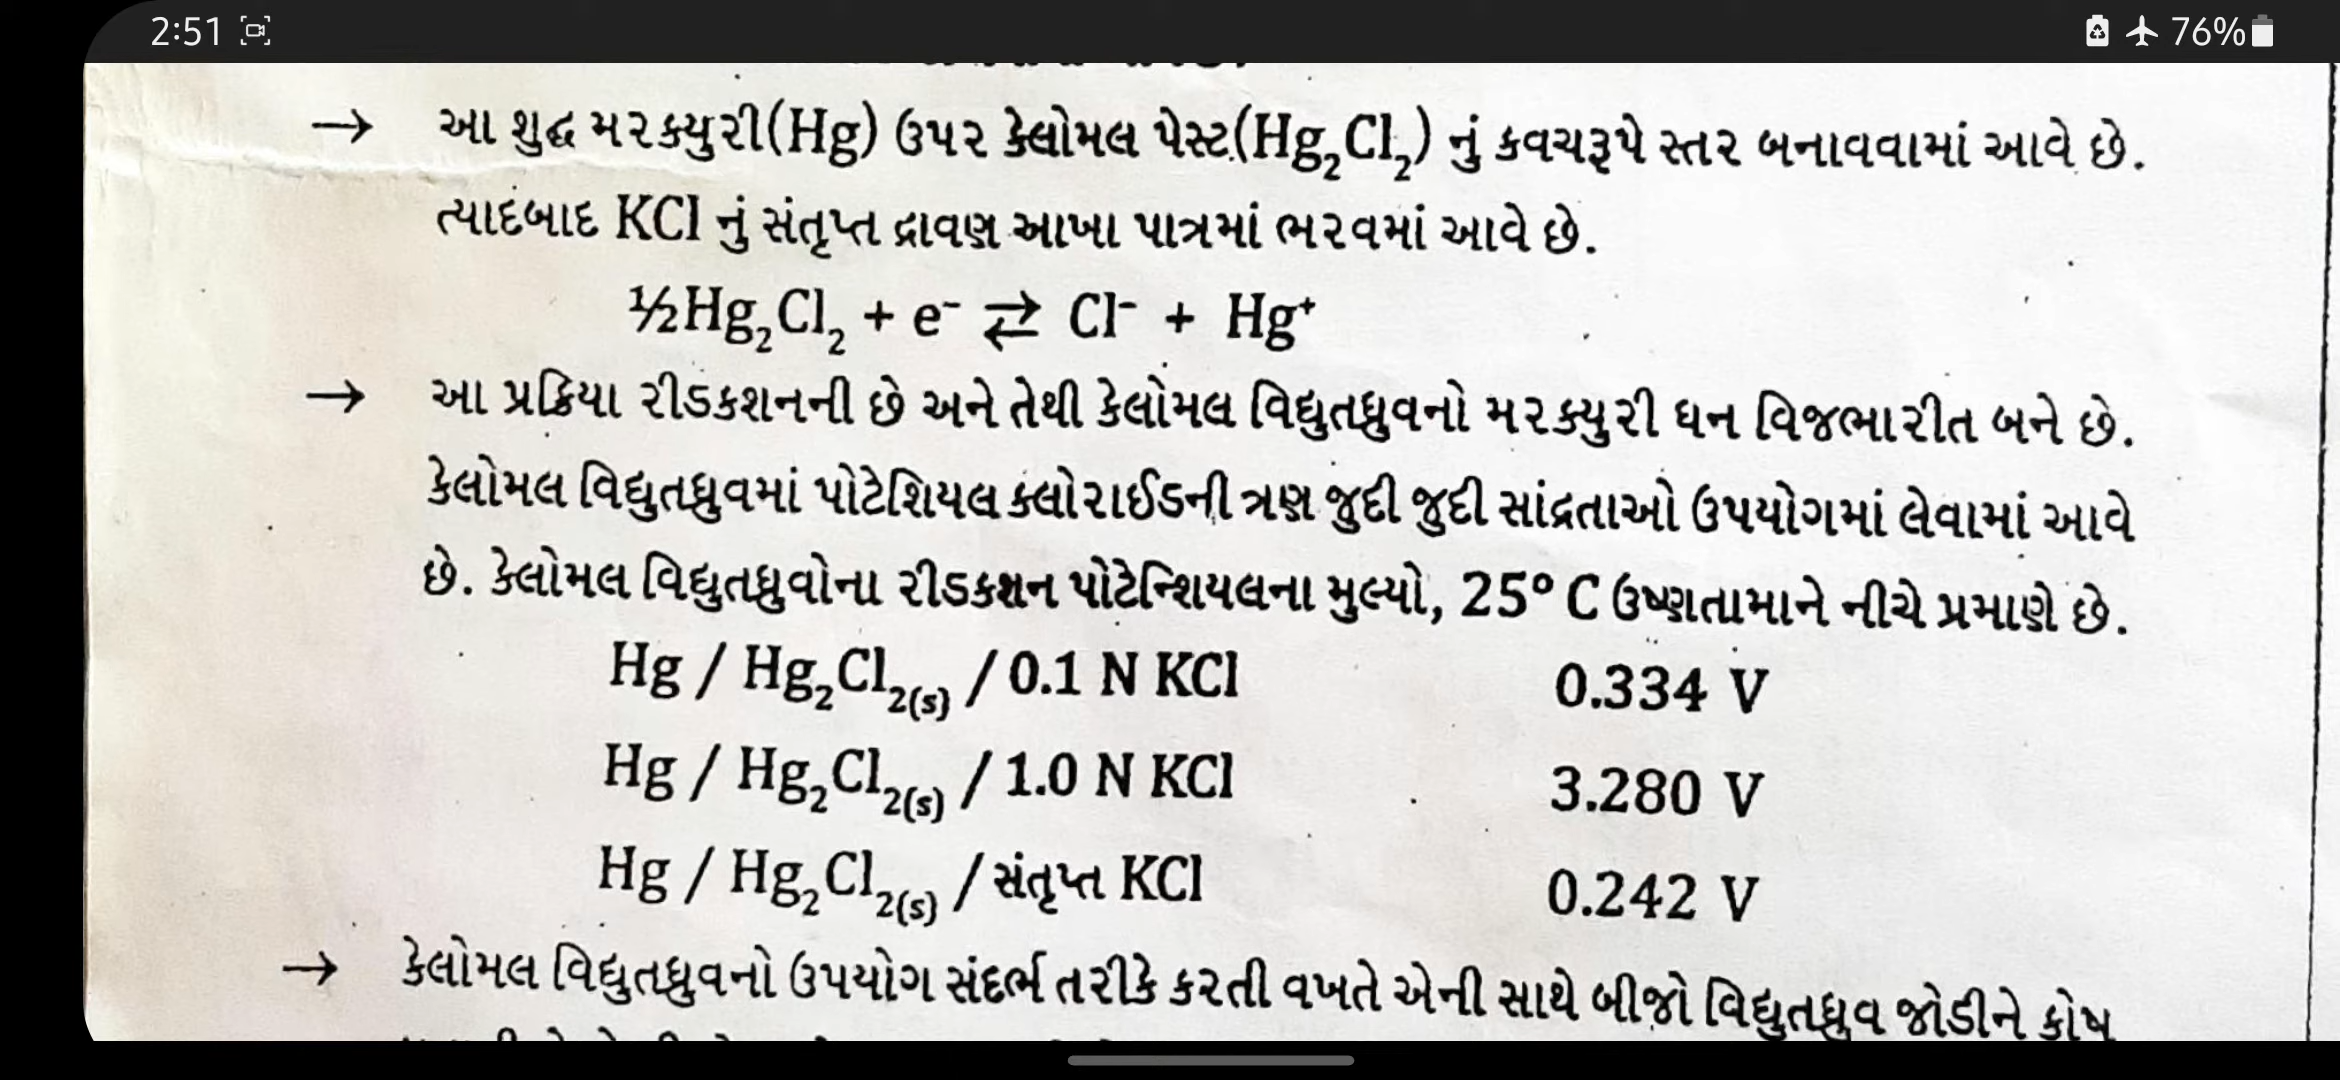 2:51
76%
→ આ શુદ્ધ મરક્યુરી(Hg) ઉપર કેલોમલ પેસ્ટ(Hg₂Cl₂) નું કવચરૂપે સ્તર બનાવવામાં આવે છે.
ત્યાદંબાદ KCl નું સંતૃપ્ત દ્રાવણ આખા પાત્રમાં ભરવમાં આવે છે.
½Hg₂Cl₂ + e⁻ ⇄ Cl⁻ + Hg⁺
→ આ પ્રક્રિયા રીડકશનની છે અને તેથી કેલોમલ વિદ્યુતધ્રુવનો મરક્યુરી ધન વિજભારીત બને છે.
કેલોમલ વિદ્યુતધ્રુવમાં પોટેશિયલ ક્લોરાઈડની ત્રણ જુદી જુદી સાંદ્રતાઓ ઉપયોગમાં લેવામાં આવે
છે. કેલોમલ વિદ્યુતધ્રુવોના રીડકશન પોટેન્શિયલના મુલ્યો, 25° C ઉષ્ણતામાને નીચે પ્રમાણે છે.
Hg / Hg₂Cl₂(s) / 0.1 N KCl 0.334 V
Hg / Hg₂Cl₂(s) / 1.0 N KCl 3.280 V
Hg / Hg₂Cl₂(s) / સંતૃપ્ત KCl 0.242 V
→ કેલોમલ વિદ્યુતધ્રુવનો ઉપયોગ સંદર્ભ તરીકે કરતી વખતે એની સાથે બીજો વિદ્યુતધ્રુવ જોડીને કોષ